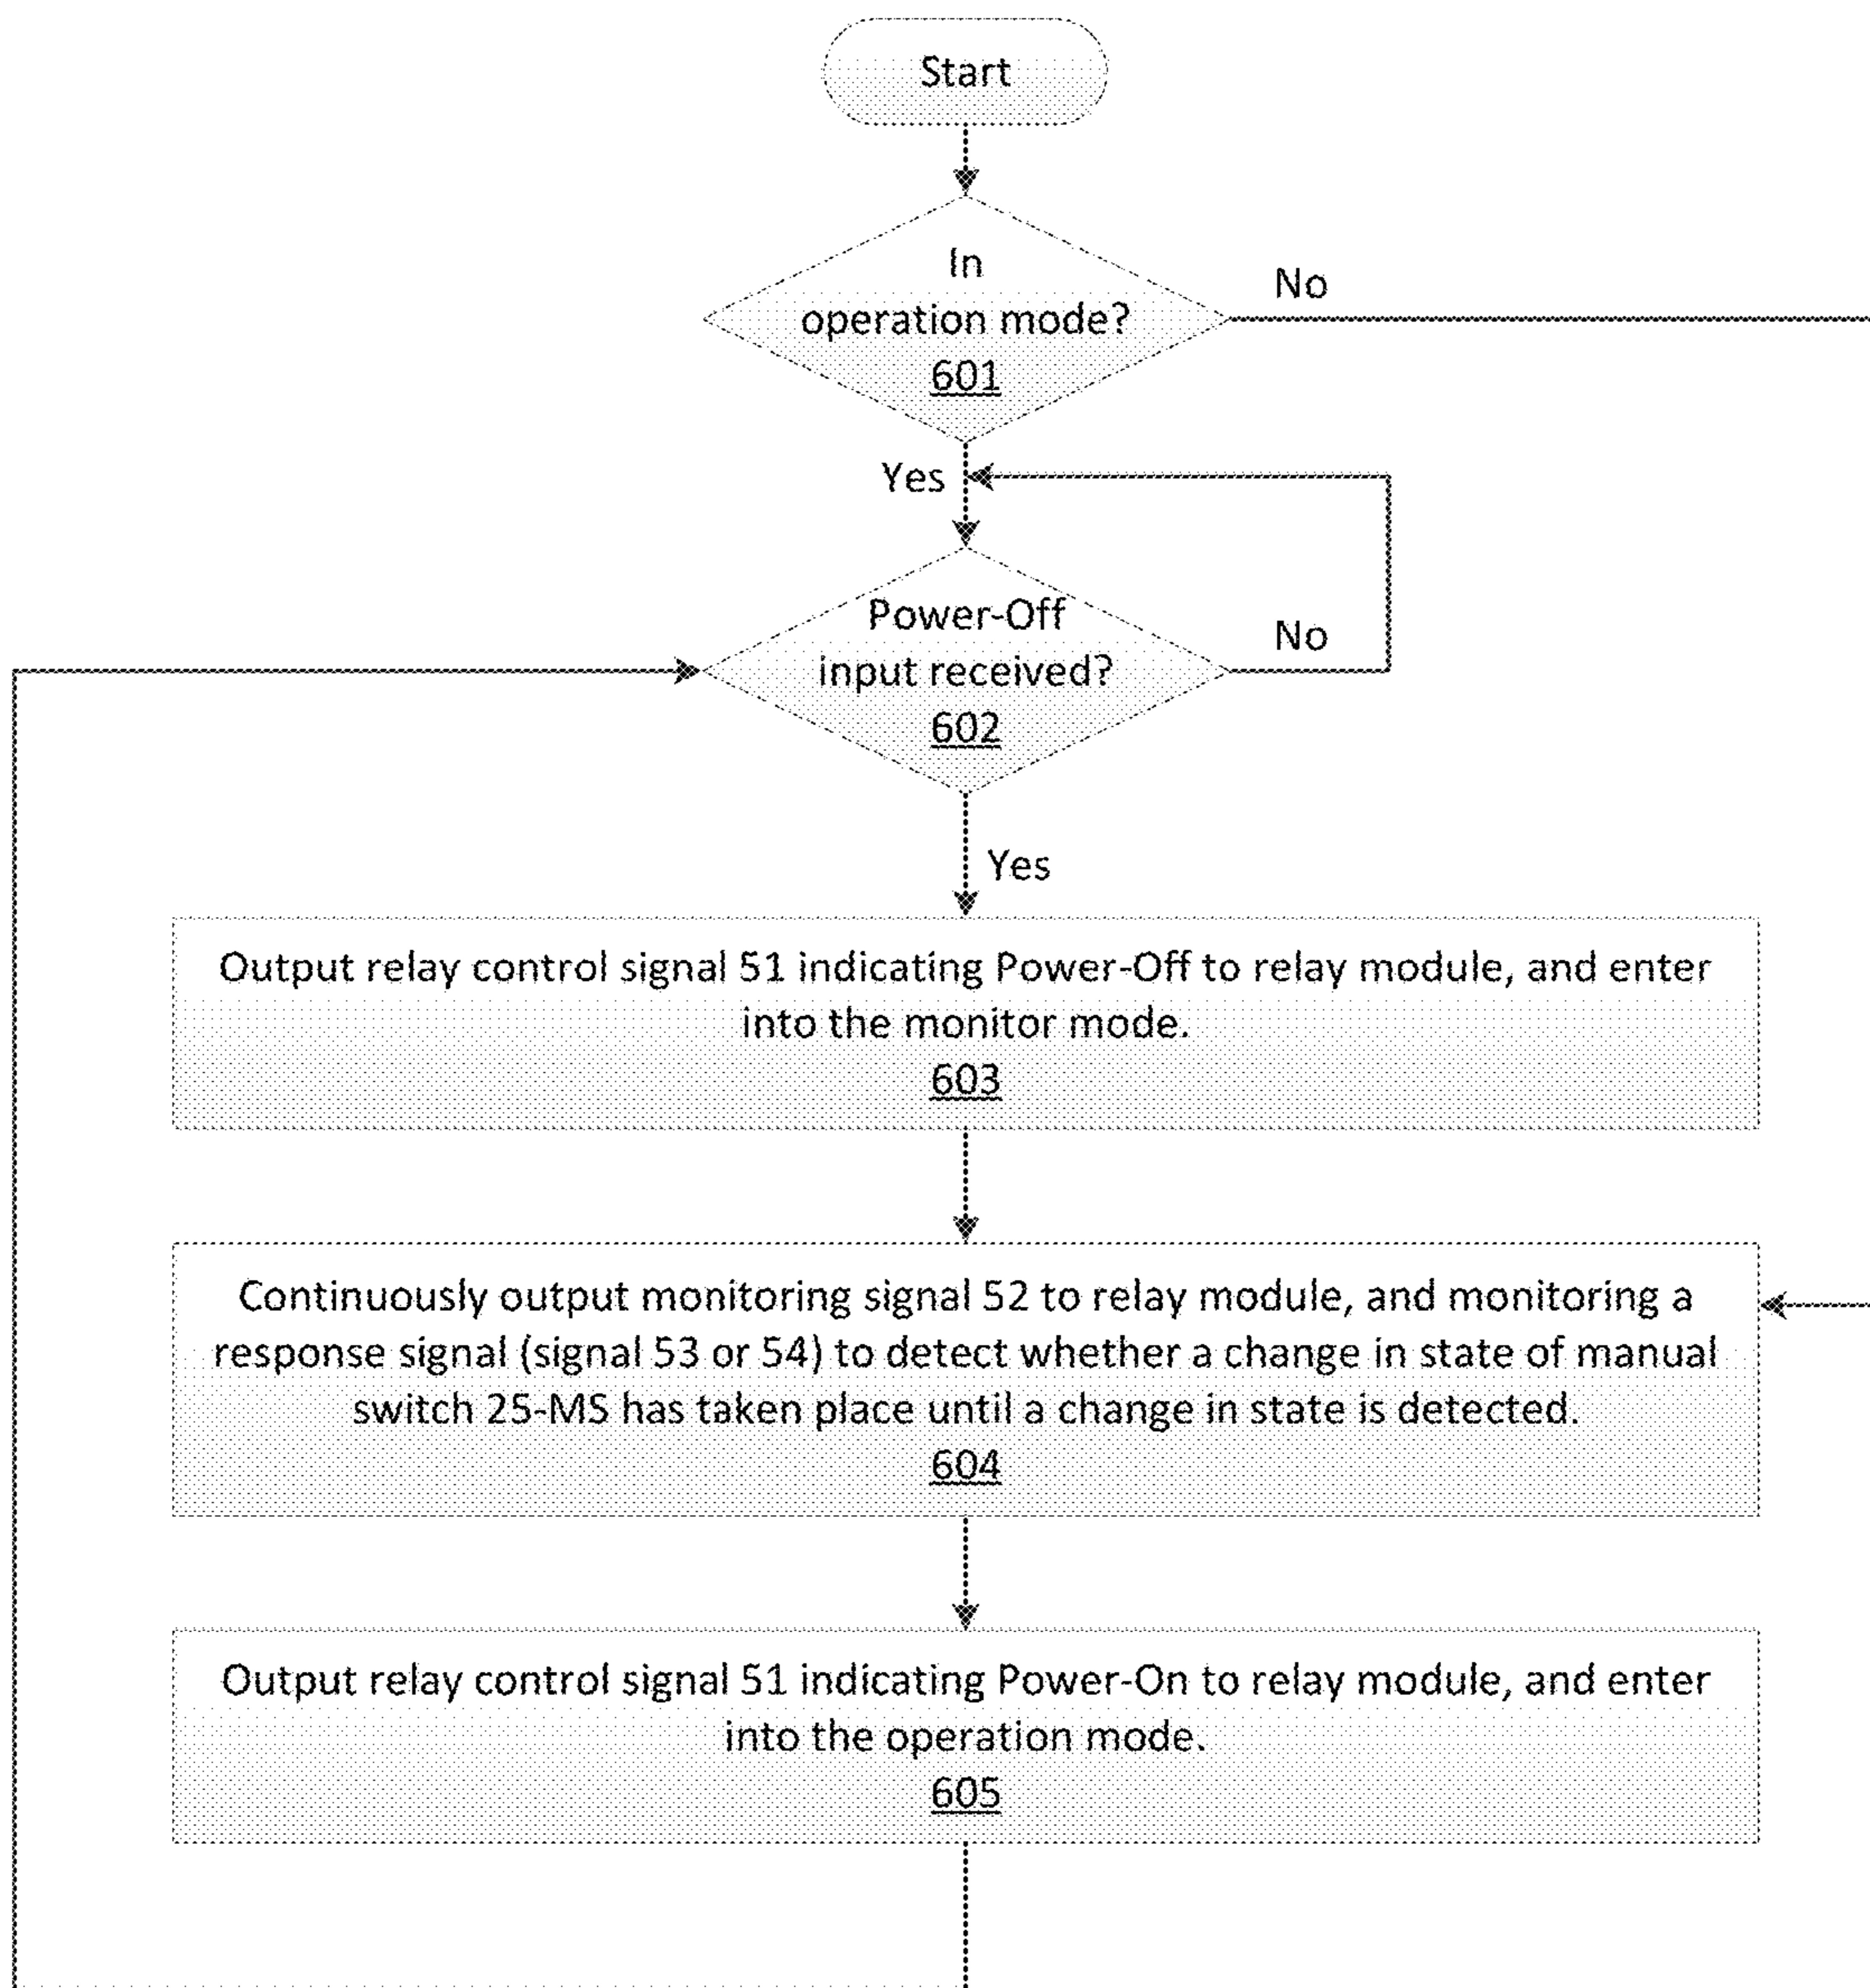 Start
In
operation mode?
601
No
Yes
Power-Off
input received?
602
No
Yes
Output relay control signal 51 indicating Power-Off to relay module, and enter
into the monitor mode.
603
Continuously output monitoring signal 52 to relay module, and monitoring a
response signal (signal 53 or 54) to detect whether a change in state of manual
switch 25-MS has taken place until a change in state is detected.
604
Output relay control signal 51 indicating Power-On to relay module, and enter
into the operation mode.
605